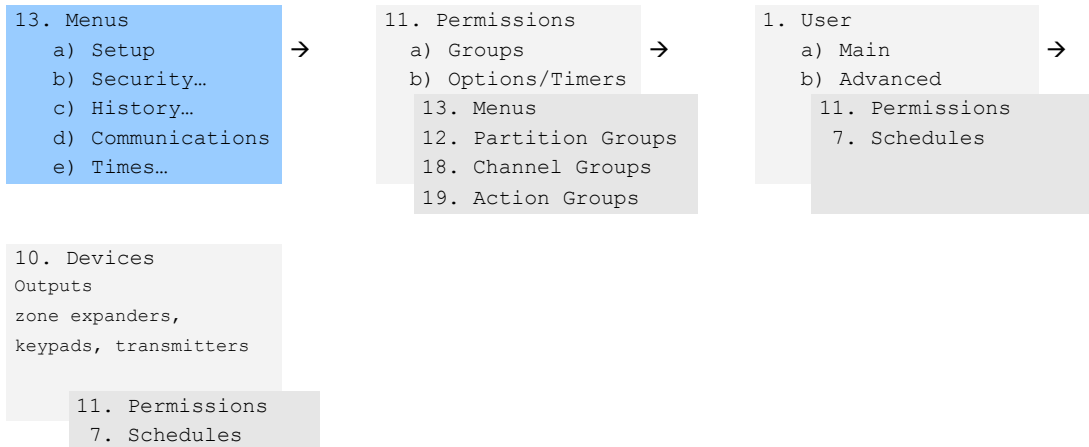 13. Menus
a) Setup
b) Security…
c) History…
d) Communications
e) Times…
→
11. Permissions
a) Groups
b) Options/Timers
13. Menus
12. Partition Groups
18. Channel Groups
19. Action Groups
→
1. User
a) Main
b) Advanced
11. Permissions
7. Schedules
→
10. Devices
Outputs
zone expanders,
keypads, transmitters
11. Permissions
7. Schedules